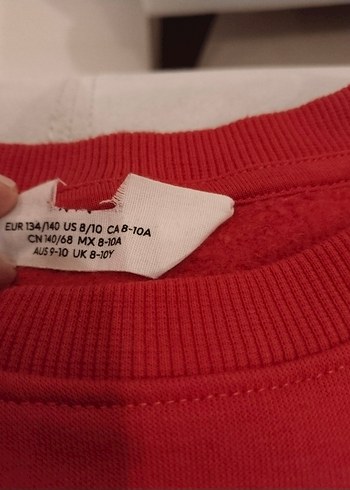 EUR 134/140 US 8/10 CA 8-10A
CN 140/68 MX 8-10A
AUS 9-10 UK 8-10Y